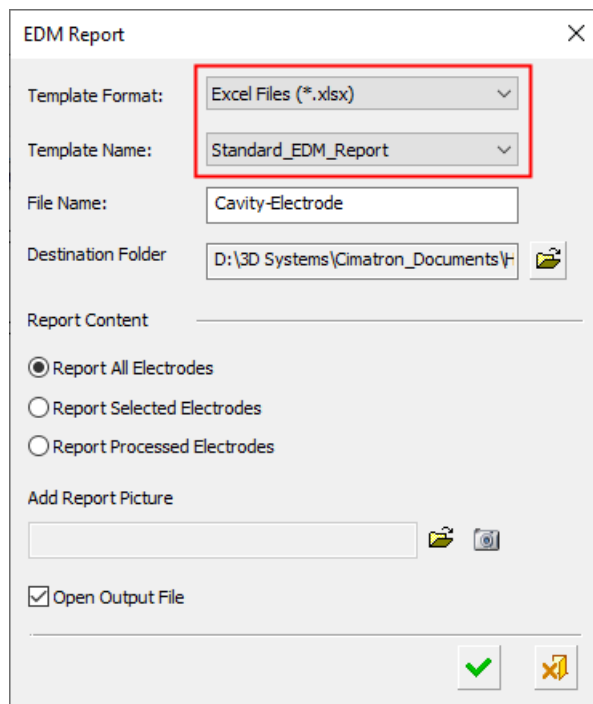 EDM Report
Template Format: Excel Files (*.xlsx)
Template Name: Standard_EDM_Report
File Name: Cavity-Electrode
Destination Folder D:\3D Systems\Cimatron_Documents\H
Report Content
Report All Electrodes
Report Selected Electrodes
Report Processed Electrodes
Add Report Picture
Open Output File